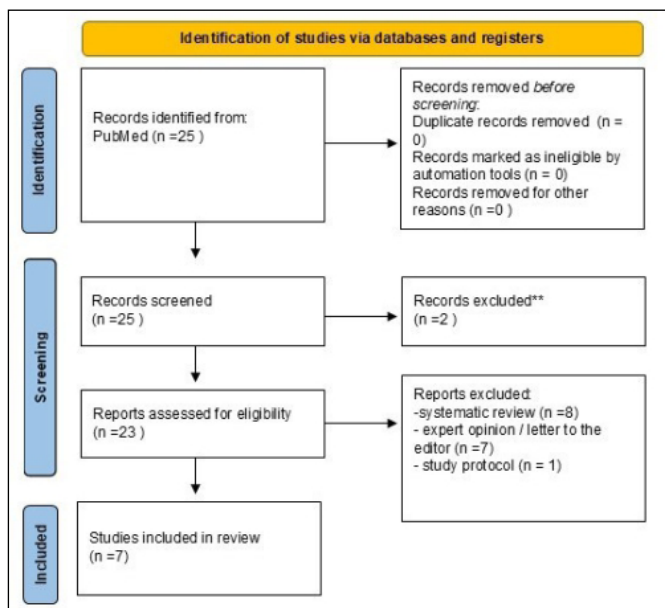 Identification of studies via databases and registers
Identification
Records identified from:
PubMed (n =25 )
Records removed before
screening:
Duplicate records removed (n =
0)
Records marked as ineligible by
automation tools (n = 0)
Records removed for other
reasons (n =0 )
Screening
Records screened
(n =25 )
Records excluded**
(n =2 )
Reports assessed for eligibility
(n =23 )
Reports excluded:
-systematic review (n =8)
- expert opinion / letter to the
editor (n =7)
- study protocol (n = 1)
Included
Studies included in review
(n =7)